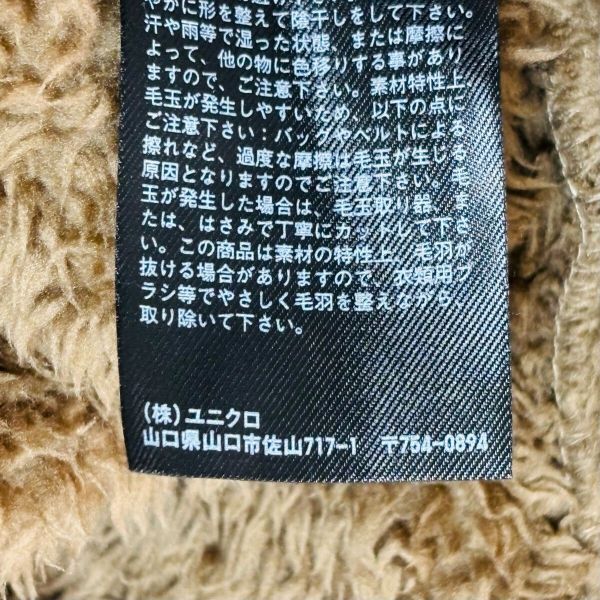 やかに形を整えて陰干しをして下さい。
汗や雨等で湿った状態、または摩擦に
よって、他の物に色移りする事があり
ますので、ご注意下さい。素材特性上、
毛玉が発生しやすいため、以下の点に
ご注意下さい：バッグやベルトによる
擦れなど、過度な摩擦は毛玉が生じる
原因となりますのでご注意下さい。毛
玉が発生した場合は、毛玉取り器、ま
たは、はさみで丁寧にカットして下さ
い。この商品は素材の特性上、毛羽が
抜ける場合がありますので、衣類用ブ
ラシ等でやさしく毛羽を整えながら、
取り除いて下さい。
(株) ユニクロ
山口県山口市佐山717-1 〒754-0894